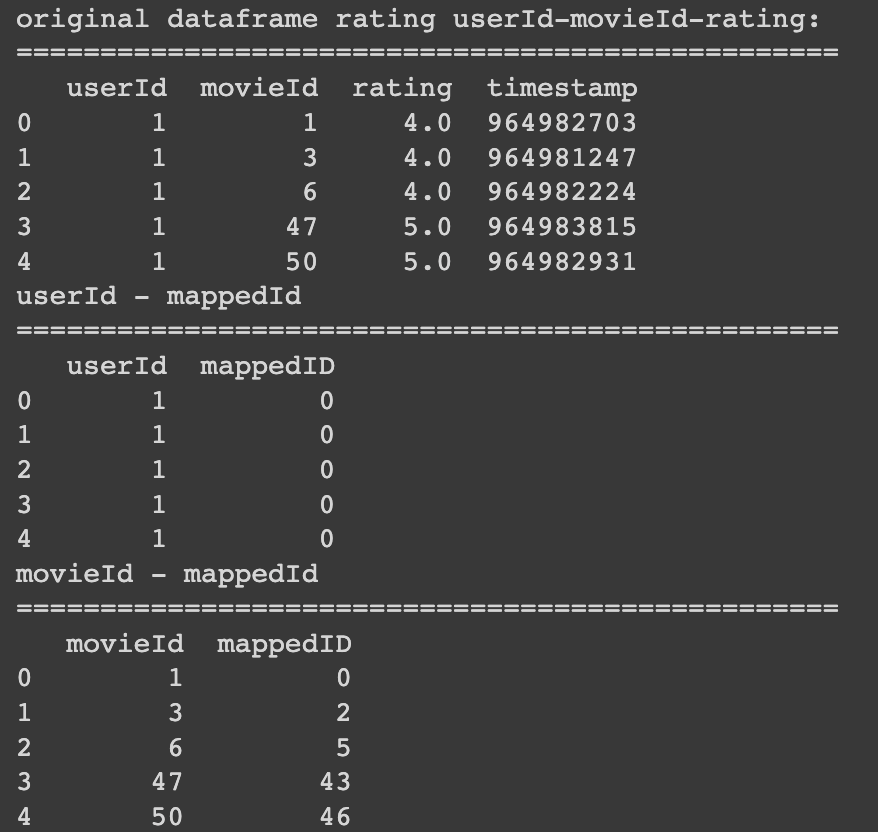 original dataframe rating userId-movieId-rating:
=================================================
userId movieId rating timestamp
0 1 1 4.0 964982703
1 1 3 4.0 964981247
2 1 6 4.0 964982224
3 1 47 5.0 964983815
4 1 50 5.0 964982931
userId - mappedId
=================================================
userId mappedID
0 1 0
1 1 0
2 1 0
3 1 0
4 1 0
movieId - mappedId
=================================================
movieId mappedID
0 1 0
1 3 2
2 6 5
3 47 43
4 50 46